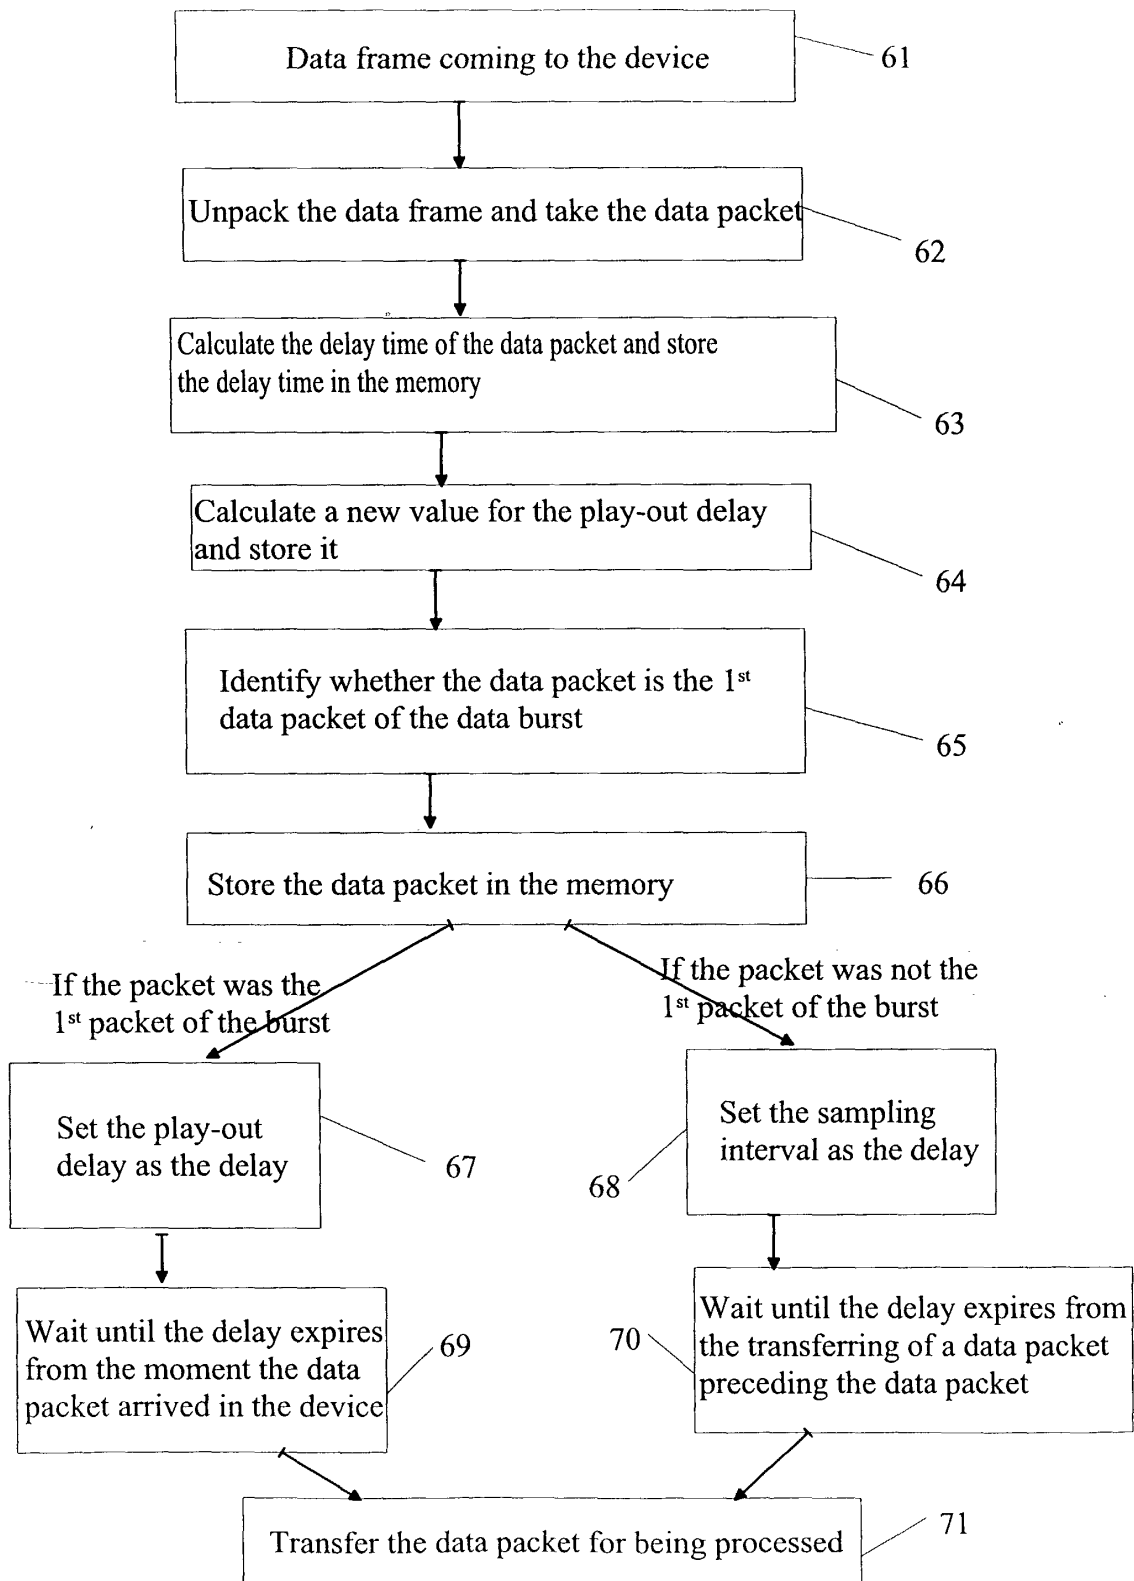 Data frame coming to the device
61
Unpack the data frame and take the data packet
62
Calculate the delay time of the data packet and store
the delay time in the memory
63
Calculate a new value for the play-out delay
and store it
64
Identify whether the data packet is the 1st
data packet of the data burst
65
Store the data packet in the memory
66
If the packet was the
1st packet of the burst
If the packet was not the
1st packet of the burst
Set the play-out
delay as the delay
67
Set the sampling
interval as the delay
68
Wait until the delay expires
from the moment the data
packet arrived in the device
69
Wait until the delay expires from
the transferring of a data packet
preceding the data packet
70
Transfer the data packet for being processed
71